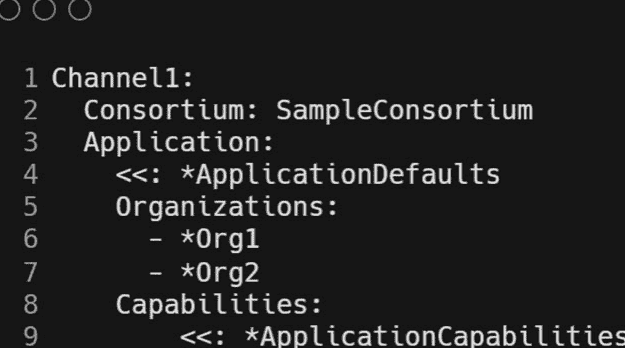 1 Channel1:
2   Consortium: SampleConsortium
3   Application:
4     <<: *ApplicationDefaults
5     Organizations:
6       - *Org1
7       - *Org2
8     Capabilities:
9         <<: *ApplicationCapabilities